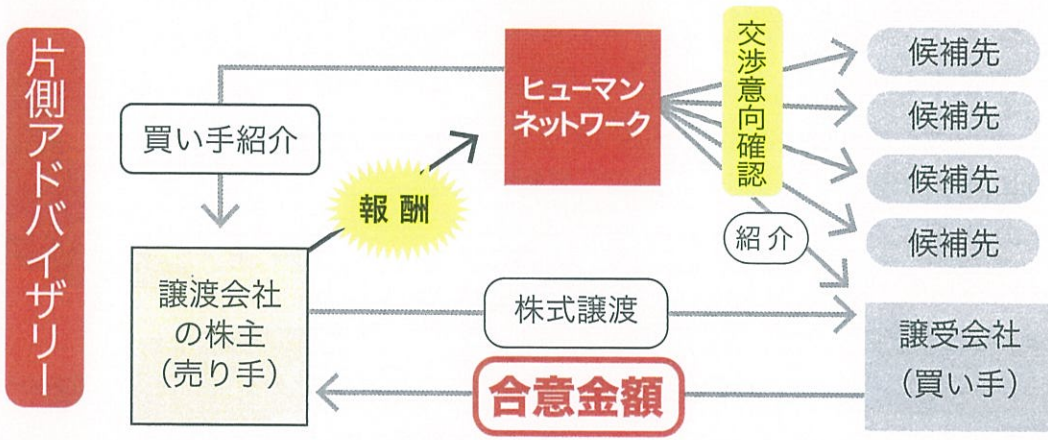 片側アドバイザリー
ヒューマン
ネットワーク
交渉意向確認
候補先
候補先
候補先
候補先
買い手紹介
報酬
紹介
譲渡会社
の株主
(売り手)
株式譲渡
合意金額
譲受会社
(買い手)